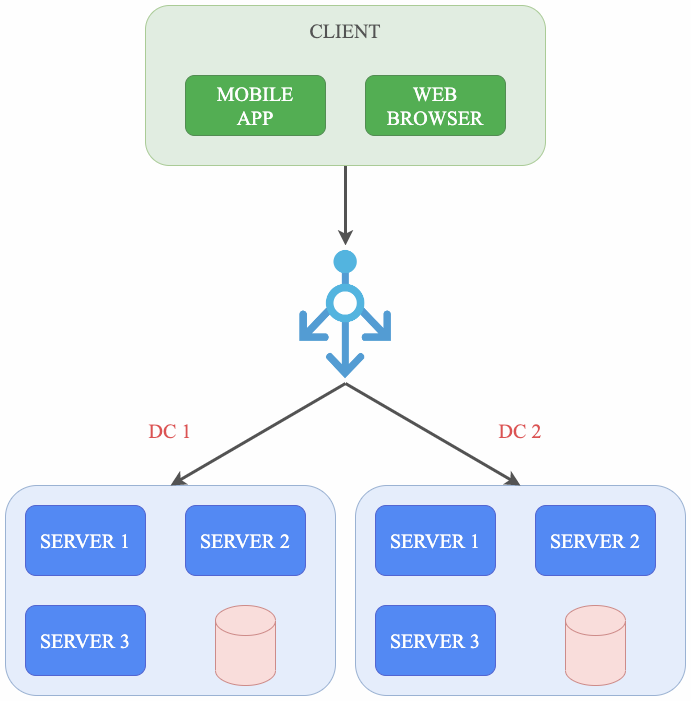 CLIENT
MOBILE
APP
WEB
BROWSER
DC 1
DC 2
SERVER 1
SERVER 2
SERVER 3
SERVER 1
SERVER 2
SERVER 3